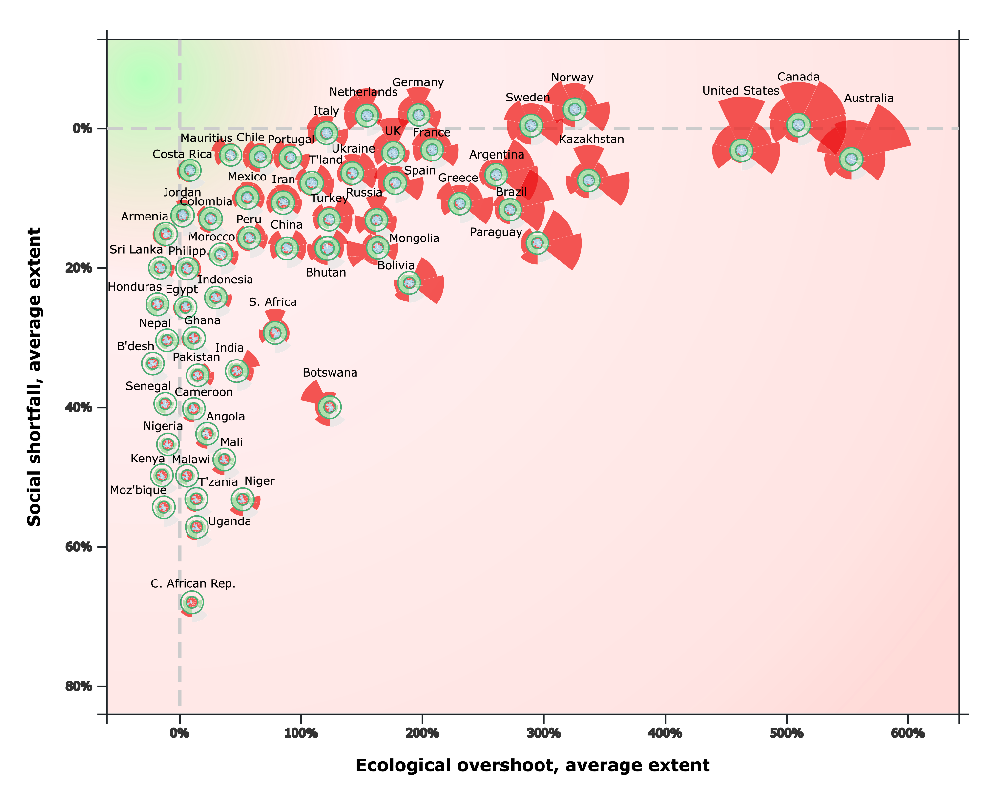 Germany
Norway
Canada
Netherlands
United States
Sweden
Australia
Italy
0%
UK
France
Kazakhstan
Mauritius
Chile
Portugal
Ukraine
Costa Rica
T'land
Argentina
Mexico
Iran
Spain
Greece
Jordan
Russia
Brazil
Colombia
Turkey
Armenia
Peru
China
Paraguay
Morocco
Mongolia
Sri Lanka
Philipp.
20%
Bolivia
Bhutan
Indonesia
Honduras
Egypt
S. Africa
Nepal
Ghana
B'desh
India
Pakistan
Botswana
Senegal
Cameroon
40%
Angola
Nigeria
Mali
Kenya
Malawi
T'zania
Niger
Moz'bique
Uganda
60%
C. African Rep.
80%
Social shortfall, average extent
0% 100% 200% 300% 400% 500% 600%
Ecological overshoot, average extent